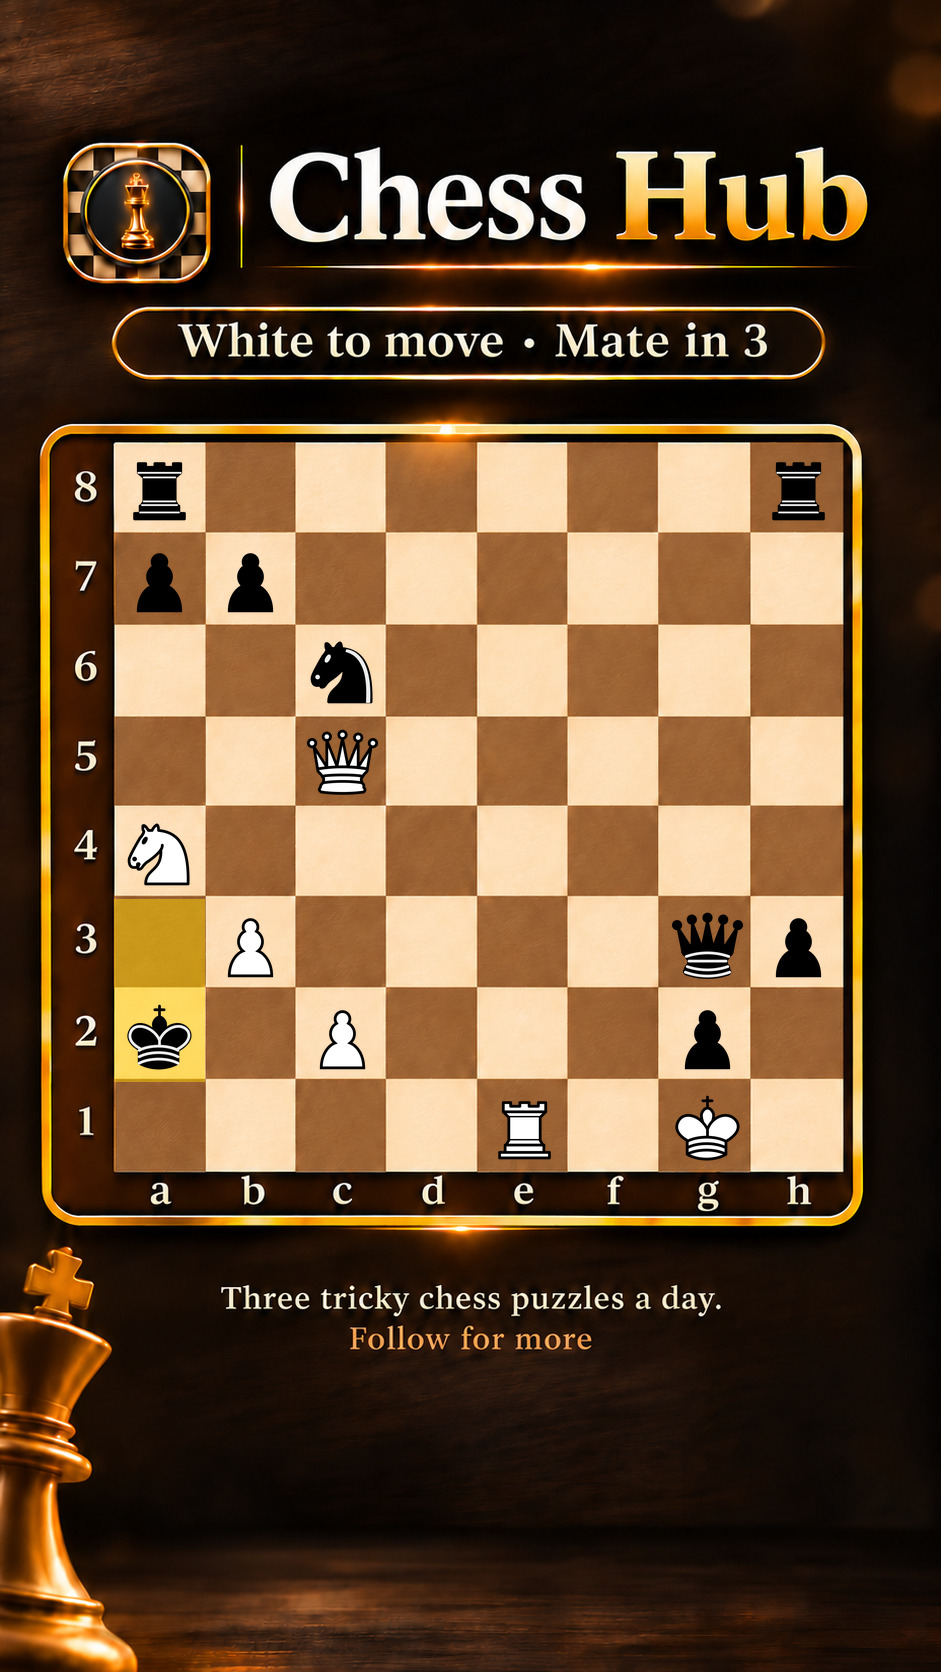 Chess Hub
White to move • Mate in 3
8
7
6
5
4
3
2
1
a b c d e f g h
Three tricky chess puzzles a day.
Follow for more